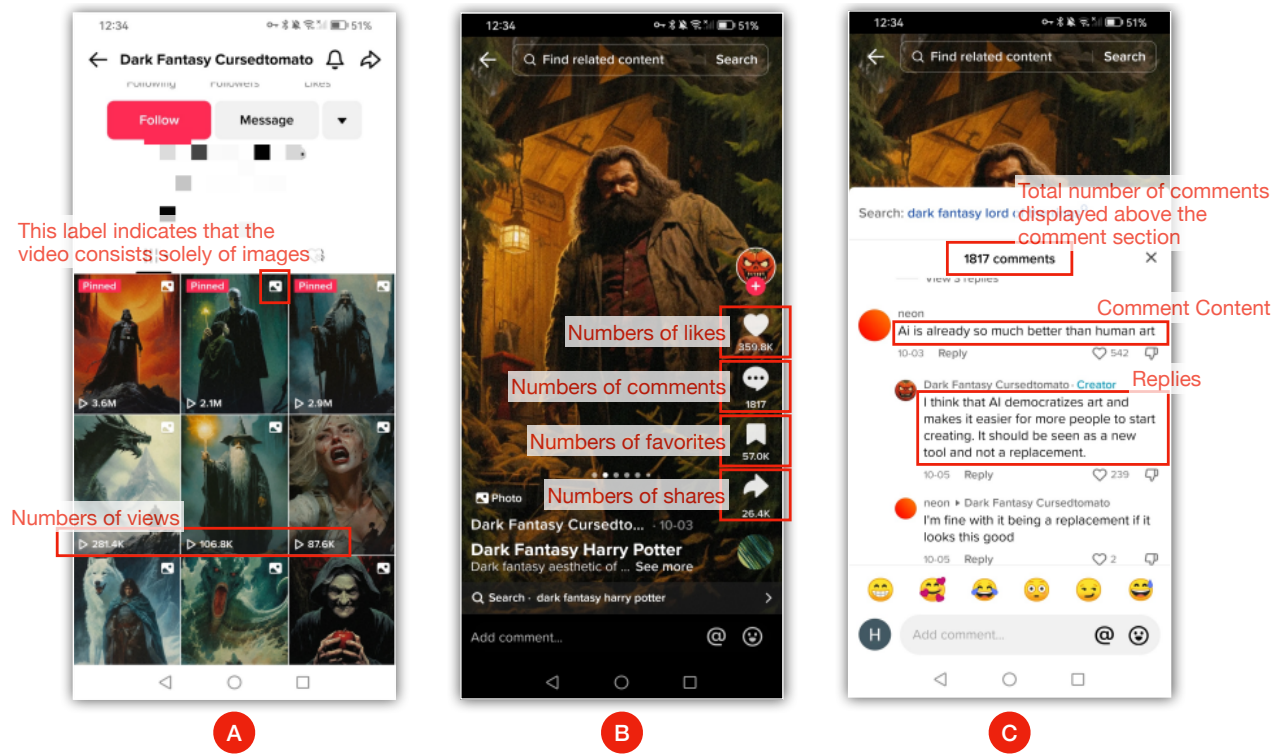 12:34
51%
Dark Fantasy Cursedtomato
Following Followers Likes
Follow
Message
This label indicates that the
video consists solely of images
Pinned
Pinned
Pinned
3.6M
2.1M
2.9M
Numbers of views
281.4K
106.8K
87.6K
A
12:34
51%
Find related content
Search
Numbers of likes
359.8K
Numbers of comments
1817
Numbers of favorites
57.0K
Numbers of shares
26.4K
Photo
Dark Fantasy Cursedto... · 10-03
Dark Fantasy Harry Potter
Dark fantasy aesthetic of ... See more
Search · dark fantasy harry potter
Add comment...
B
12:34
51%
Find related content
Search
Total number of comments
displayed above the
comment section
Search: dark fantasy lord
1817 comments
View 3 replies
Comment Content
neon
Ai is already so much better than human art
10-03 Reply
542
Replies
Dark Fantasy Cursedtomato · Creator
I think that AI democratizes art and
makes it easier for more people to start
creating. It should be seen as a new
tool and not a replacement.
10-05 Reply
239
neon ▸ Dark Fantasy Cursedtomato
I'm fine with it being a replacement if it
looks this good
10-05 Reply
2
H
Add comment...
@
C